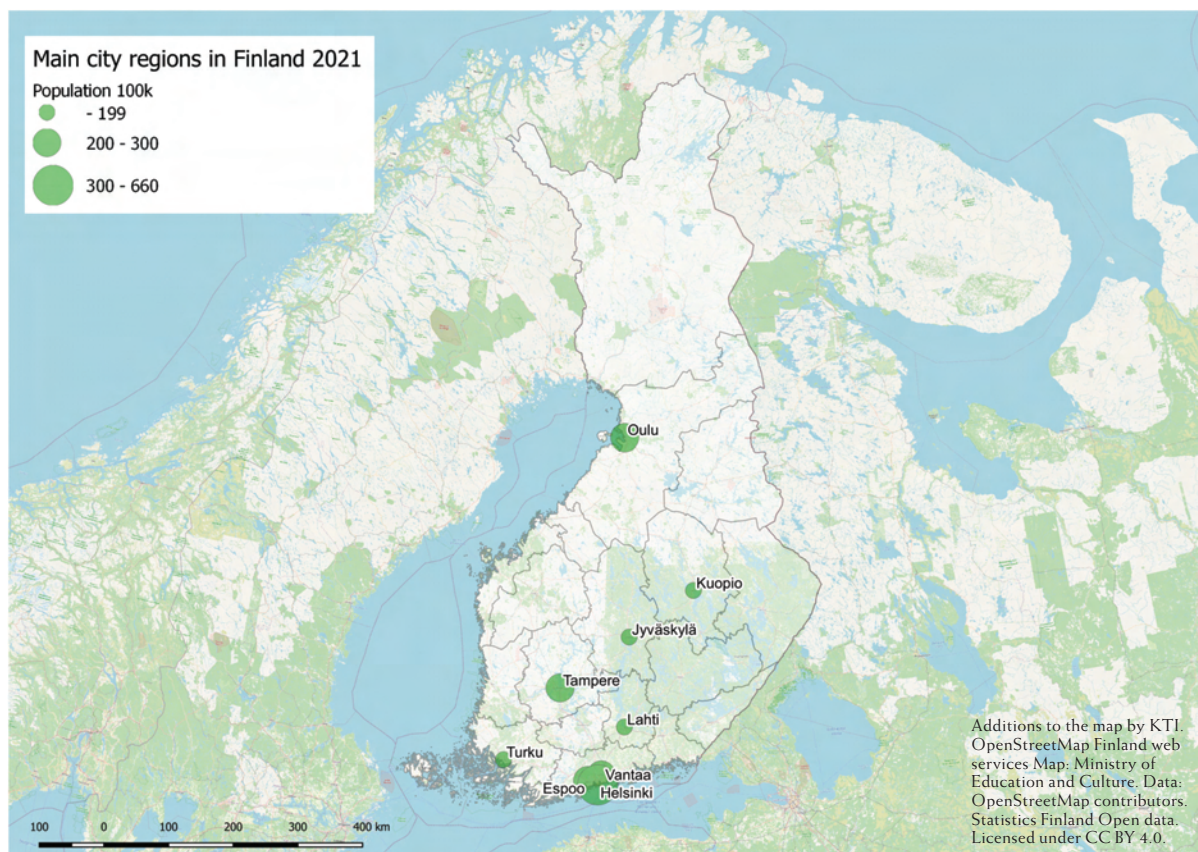 Main city regions in Finland 2021
Population 100k
- 199
200 - 300
300 - 660
Oulu
Kuopio
Jyväskylä
Tampere
Lahti
Turku
Vantaa
Espoo
Helsinki
Additions to the map by KTI.
OpenStreetMap Finland web
services Map: Ministry of
Education and Culture. Data:
OpenStreetMap contributors.
Statistics Finland Open data.
Licensed under CC BY 4.0.
100 0 100 200 300 400 km